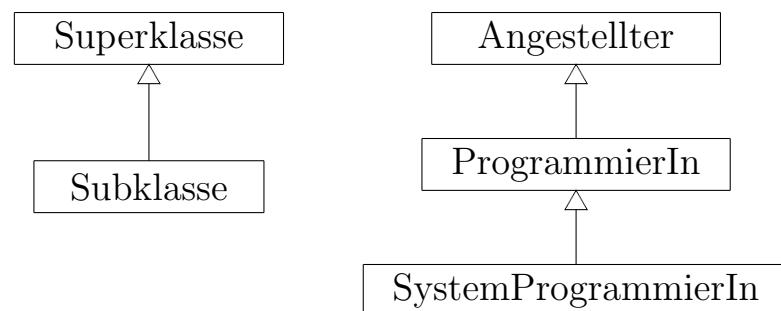 Superklasse
Subklasse
Angestellter
ProgrammierIn
SystemProgrammierIn